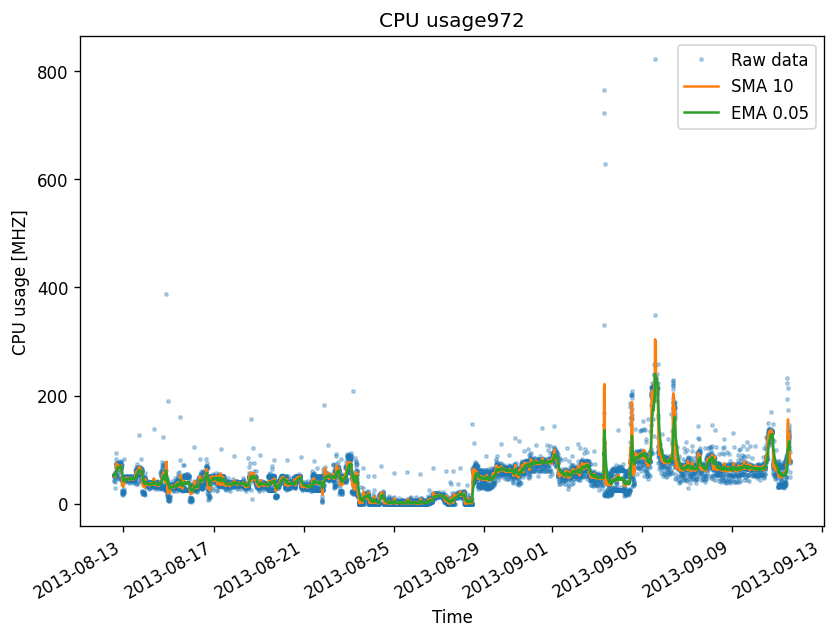 CPU usage972
Raw data
SMA 10
EMA 0.05
CPU usage [MHZ]
800
600
400
200
0
2013-08-13
2013-08-17
2013-08-21
2013-08-25
2013-08-29
2013-09-01
2013-09-05
2013-09-09
2013-09-13
Time